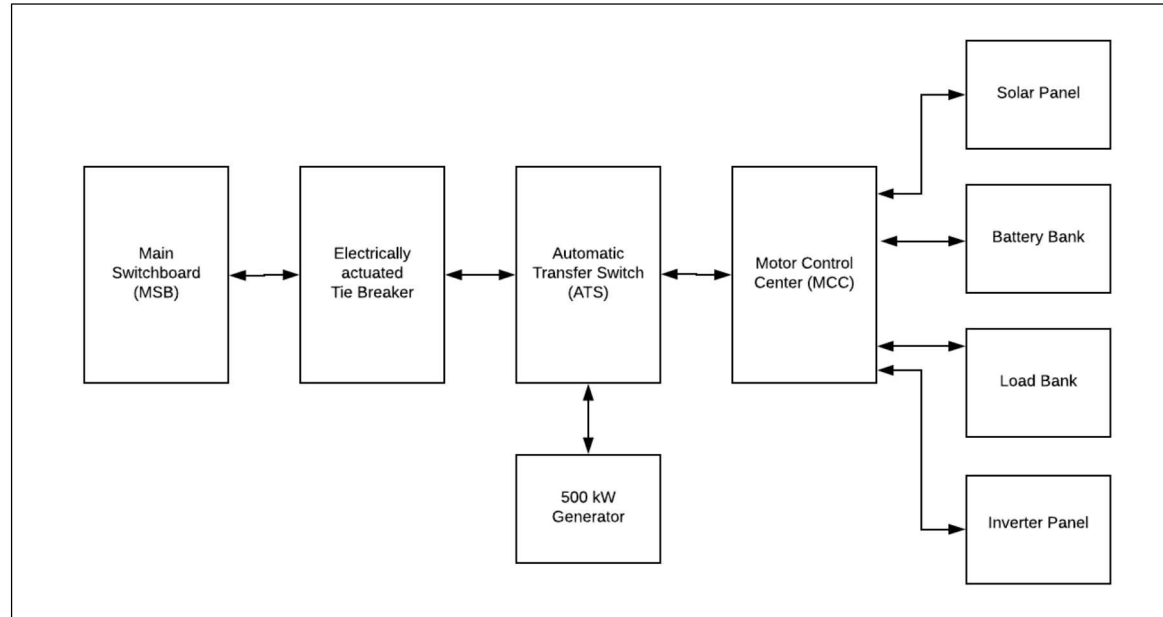 Main
Switchboard
(MSB)
Electrically
actuated
Tie Breaker
Automatic
Transfer Switch
(ATS)
Motor Control
Center (MCC)
Solar Panel
Battery Bank
Load Bank
Inverter Panel
500 kW
Generator